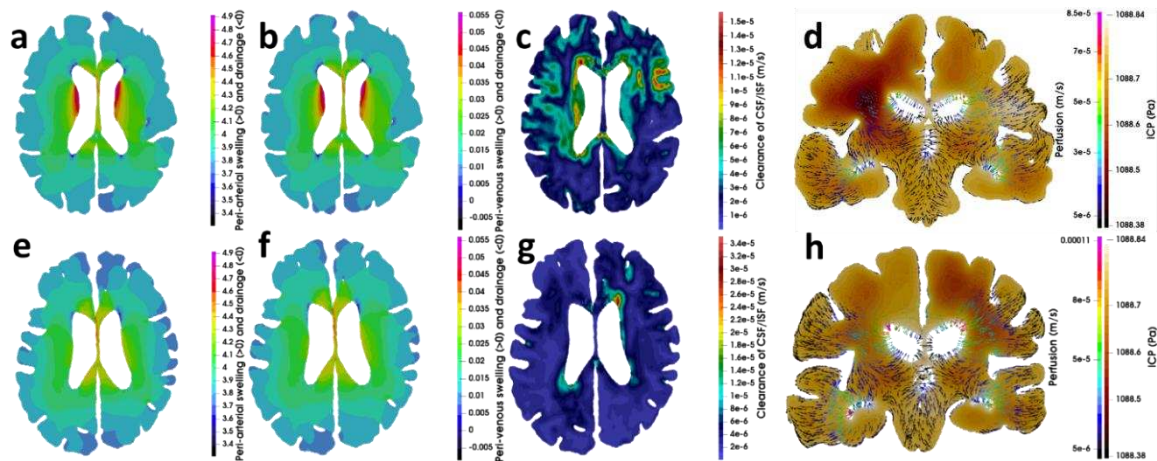 a
4.9
4.8
4.7
4.6
4.5
4.4
4.3
4.2
4.1
4
3.9
3.8
3.7
3.6
3.5
3.4
Peri-arterial swelling (>0) and drainage (<0)
b
0.055
0.050
0.045
0.040
0.035
0.030
0.025
0.020
0.015
0.010
0.005
0
-0.005
Peri-venous swelling (>0) and drainage (<0)
c
1.5e-5
1.4e-5
1.3e-5
1.2e-5
1.1e-5
1e-5
9e-6
8e-6
7e-6
6e-6
5e-6
4e-6
3e-6
2e-6
1e-6
Clearance of CSF/ISF (m/s)
d
8.5e-5
7e-5
5e-5
3e-5
5e-6
Perfusion (m/s)
1088.84
1088.7
1088.6
1088.5
1088.38
ICP (Pa)
e
4.9
4.8
4.7
4.6
4.5
4.4
4.3
4.2
4.1
4
3.9
3.8
3.7
3.6
3.5
3.4
Peri-arterial swelling (>0) and drainage (<0)
f
0.055
0.050
0.045
0.040
0.035
0.030
0.025
0.020
0.015
0.010
0.005
0
-0.005
Peri-venous swelling (>0) and drainage (<0)
g
3.4e-5
3.2e-5
3e-5
2.8e-5
2.6e-5
2.4e-5
2.2e-5
2e-5
1.8e-5
1.6e-5
1.4e-5
1.2e-5
1e-5
8e-6
6e-6
4e-6
2e-6
Clearance of CSF/ISF (m/s)
h
0.00011
8e-5
5e-5
5e-6
Perfusion (m/s)
1088.84
1088.7
1088.6
1088.5
1088.38
ICP (Pa)